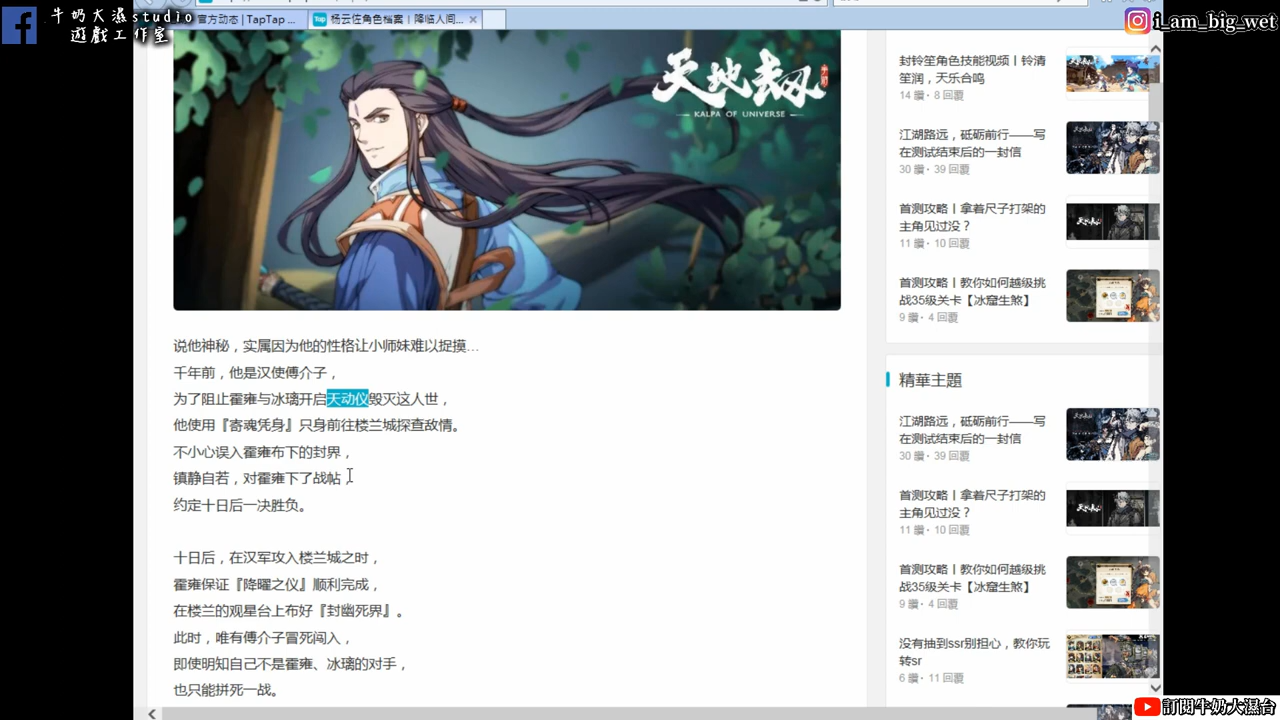 牛奶大濕studio
遊戲工作室
官方动态 | TapTap ...
杨云佐角色档案丨降临人间...
i_am_big_wet
天地劫
KALPA OF UNIVERSE
说他神秘，实属因为他的性格让小师妹难以捉摸...
千年前，他是汉使傅介子，
为了阻止霍雍与冰璃开启天动仪毁灭这人世，
他使用『寄魂凭身』只身前往楼兰城探查敌情。
不小心误入霍雍布下的封界，
镇静自若，对霍雍下了战帖
约定十日后一决胜负。
十日后，在汉军攻入楼兰城之时，
霍雍保证『降曜之仪』顺利完成，
在楼兰的观星台上布好『封幽死界』。
此时，唯有傅介子冒死闯入，
即使明知自己不是霍雍、冰璃的对手，
也只能拼死一战。
封铃笙角色技能视频丨铃清
笙润，天乐合鸣
14 讚 · 8 回覆
江湖路远，砥砺前行——写
在测试结束后的一封信
30 讚 · 39 回覆
首测攻略丨拿着尺子打架的
主角见过没？
11 讚 · 10 回覆
首测攻略丨教你如何越级挑
战35级关卡【冰窟生煞】
9 讚 · 4 回覆
精華主題
江湖路远，砥砺前行——写
在测试结束后的一封信
30 讚 · 39 回覆
首测攻略丨拿着尺子打架的
主角见过没？
11 讚 · 10 回覆
首测攻略丨教你如何越级挑
战35级关卡【冰窟生煞】
9 讚 · 4 回覆
没有抽到ssr别担心，教你玩
转sr
6 讚 · 11 回覆
訂閱牛奶大濕台